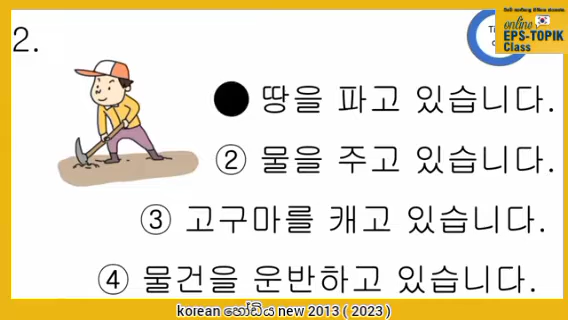 online
EPS-TOPIK
Class
2.
● 땅을 파고 있습니다.
② 물을 주고 있습니다.
③ 고구마를 캐고 있습니다.
④ 물건을 운반하고 있습니다.
korean හෝඩිය new 2013 ( 2023 )